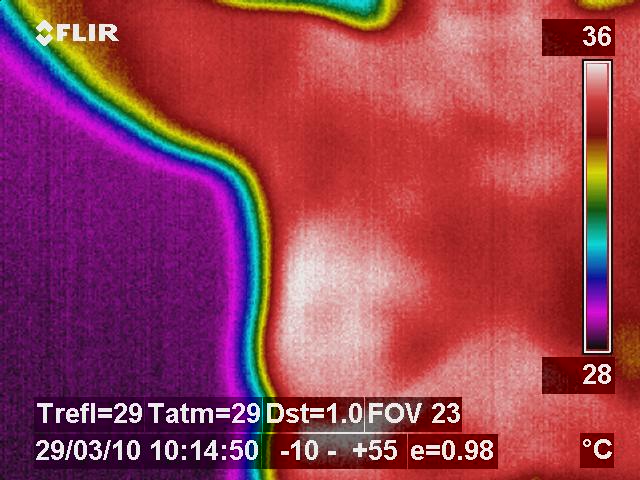 FLIR
36
28
Trefl=29 Tatm=29 Dst=1.0 FOV 23
29/03/10 10:14:50 -10 - +55 e=0.98 °C